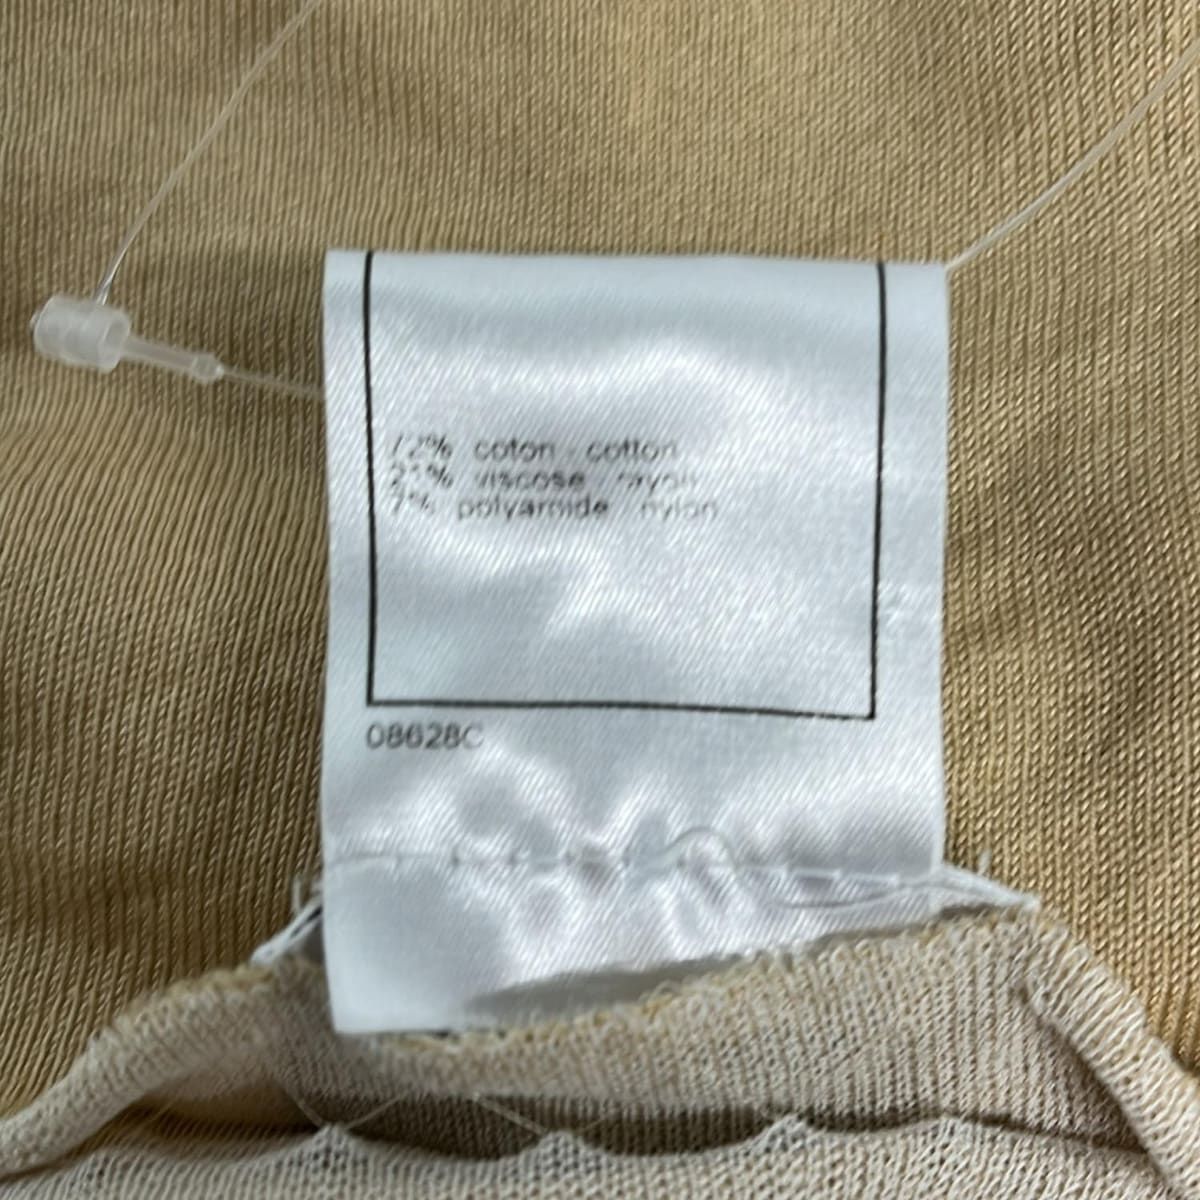 72% coton - cotton
21% viscose - rayon
7% polyamide - nylon
08628C